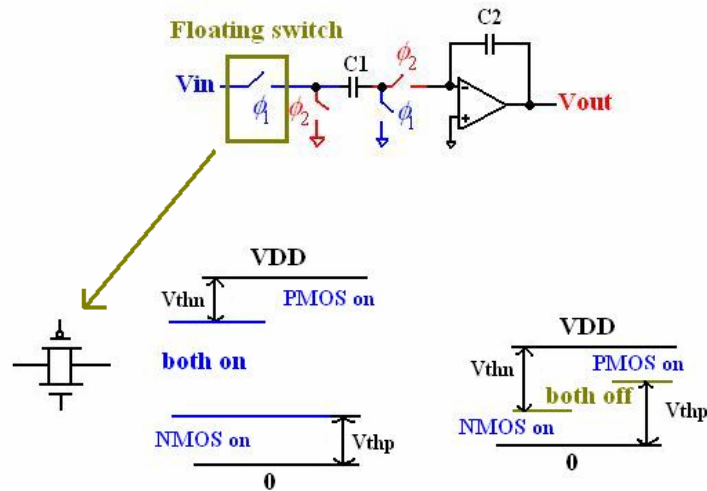 Floating switch
C2
C1
ϕ2
Vin
ϕ1
ϕ2
ϕ1
Vout
VDD
Vthn
PMOS on
both on
NMOS on
Vthp
0
VDD
Vthn
PMOS on
both off
NMOS on
Vthp
0